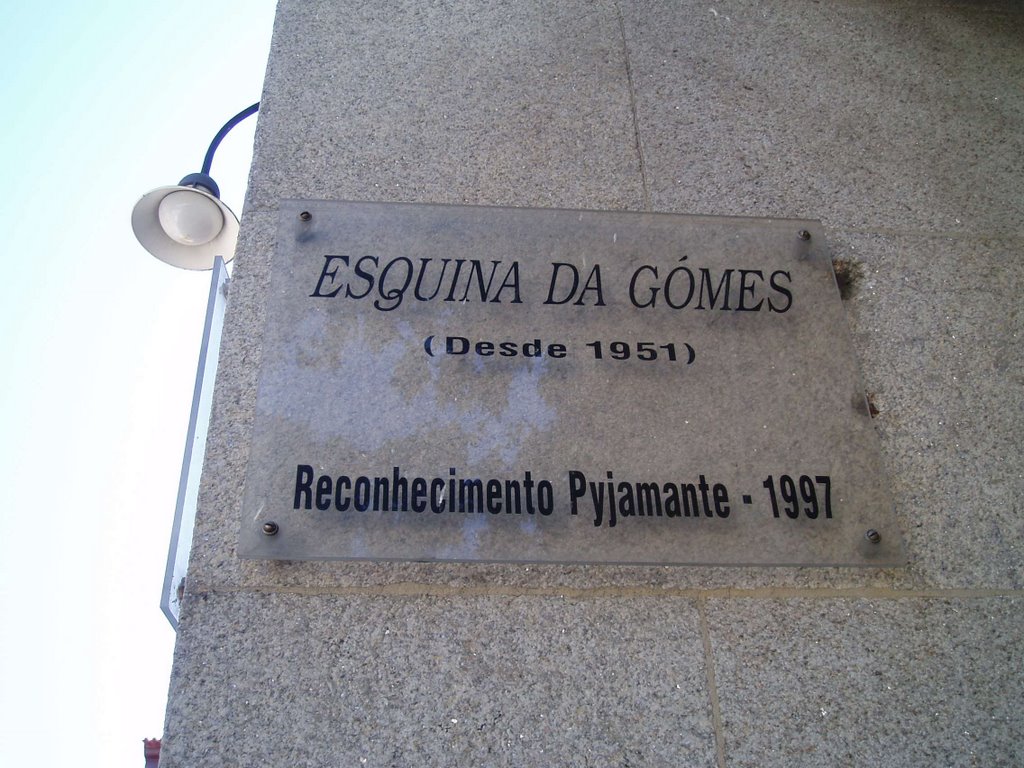 ESQUINA DA GÓMES
(Desde 1951)
Reconhecimento Pyjamante - 1997